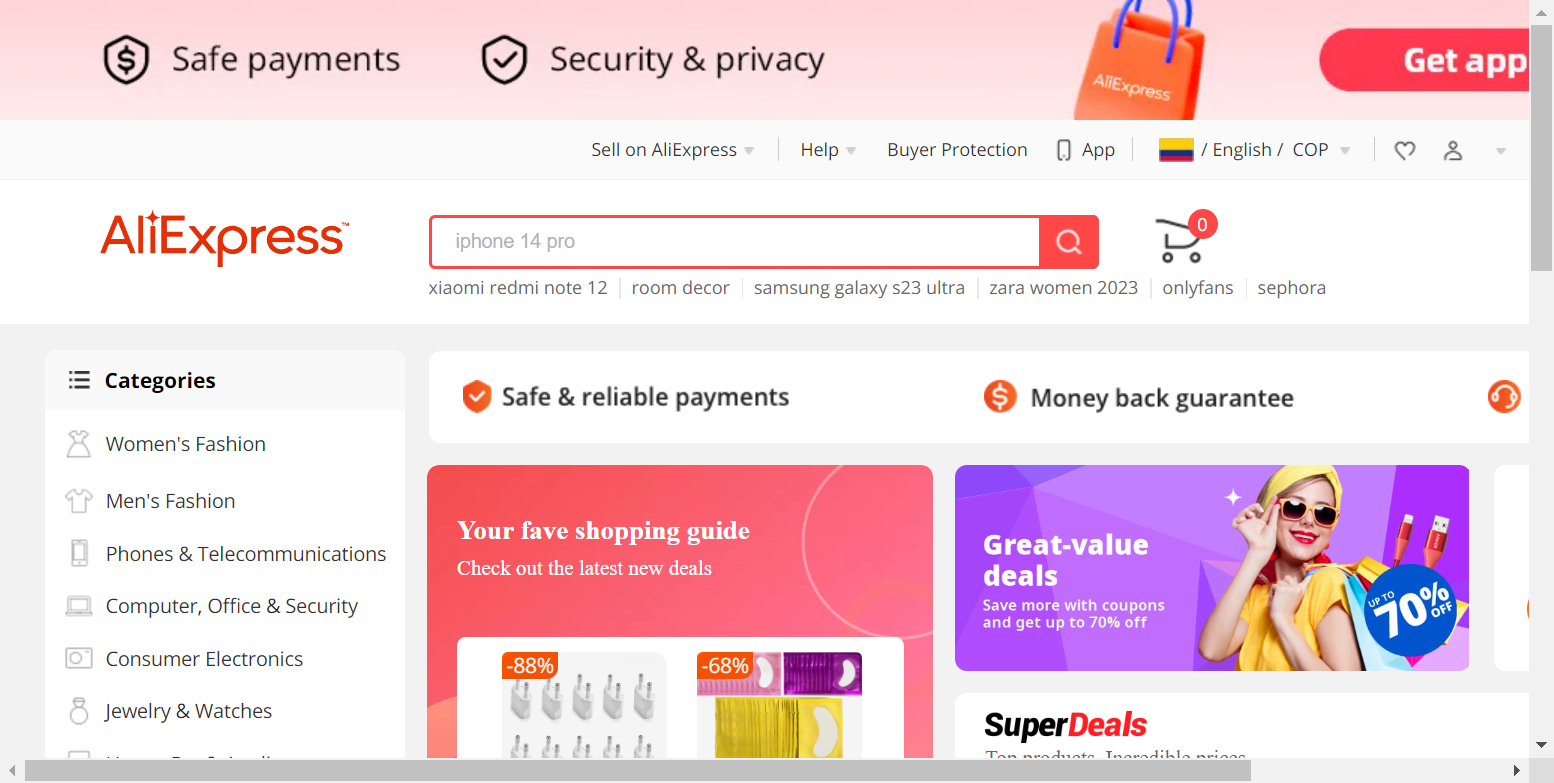 Safe payments
Security & privacy
AliExpress
Get app
Sell on AliExpress
Help
Buyer Protection
App
/ English / COP
AliExpress™
iphone 14 pro
0
xiaomi redmi note 12
room decor
samsung galaxy s23 ultra
zara women 2023
onlyfans
sephora
Categories
Women's Fashion
Men's Fashion
Phones & Telecommunications
Computer, Office & Security
Consumer Electronics
Jewelry & Watches
Safe & reliable payments
Money back guarantee
Your fave shopping guide
Check out the latest new deals
-88%
-68%
Great-value
deals
Save more with coupons
and get up to 70% off
UP TO
70%
OFF
SuperDeals
Top products. Incredible prices.